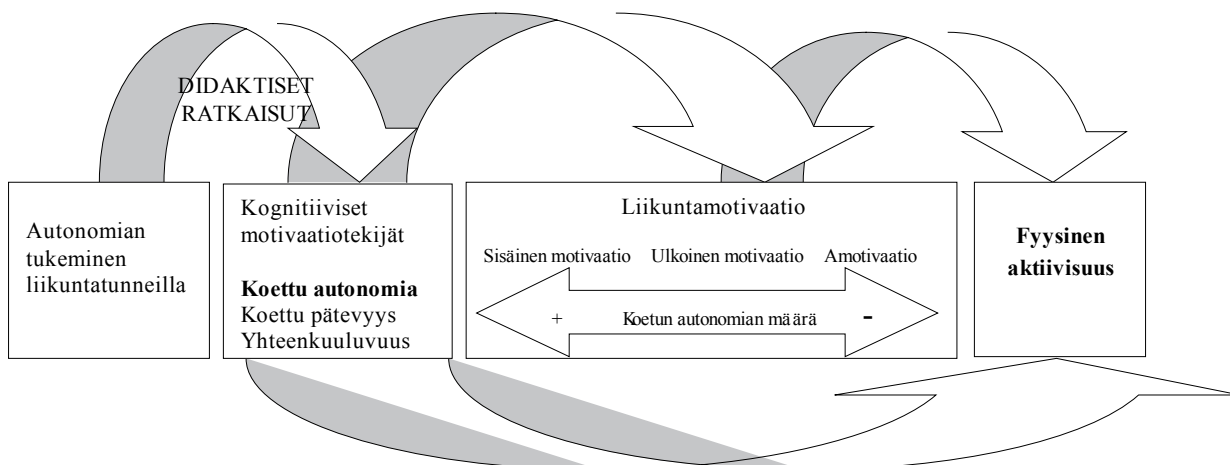 DIDAKTISET
RATKAISUT
Autonomian
tukeminen
liikuntatunneilla
Kognitiiviset
motivaatiotekijät
Koettu autonomia
Koettu pätevyys
Yhteenkuuluvuus
Liikuntamotivaatio
Sisäinen motivaatio Ulkoinen motivaatio Amotivaatio
+ Koetun autonomian määrä -
Fyysinen
aktiivisuus